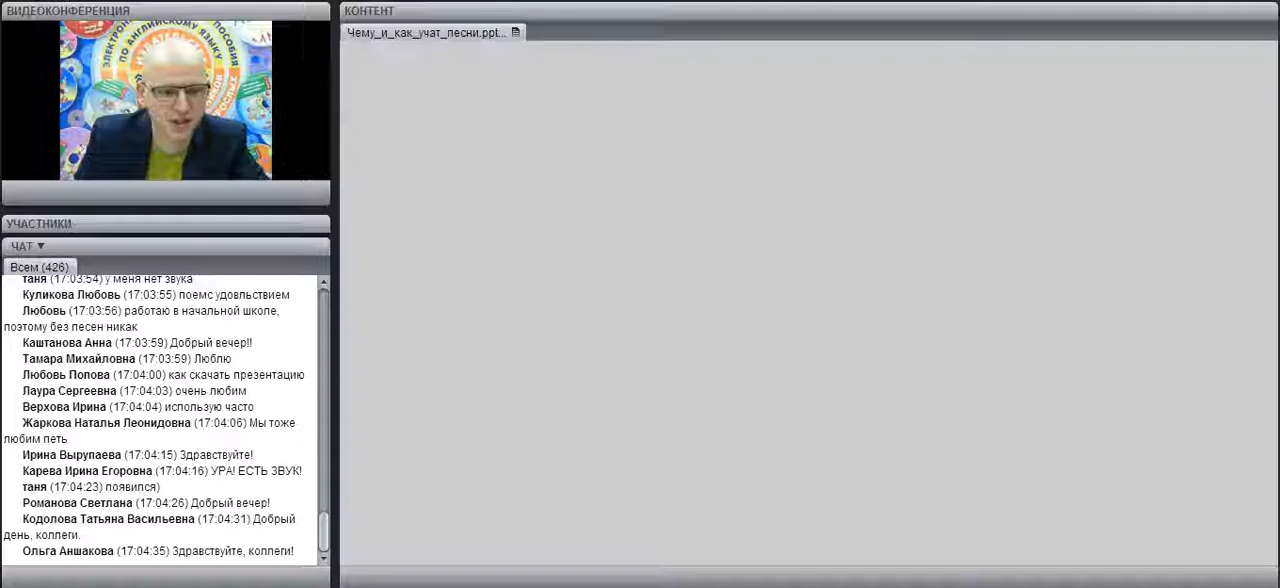 ВИДЕОКОНФЕРЕНЦИЯ
ЭЛЕКТРОН
ПО АНГЛИЙСКОМУ ЯЗЫКУ
ПОСОБИЯ
УЧАСТНИКИ
ЧАТ ▼
Всем (426)
таня (17:03:54) у меня нет звука
Куликова Любовь (17:03:55) поемс удовольствием
Любовь (17:03:56) работаю в начальной школе,
поэтому без песен никак
Каштанова Анна (17:03:59) Добрый вечер!!
Тамара Михайловна (17:03:59) Люблю
Любовь Попова (17:04:00) как скачать презентацию
Лаура Сергеевна (17:04:03) очень любим
Верхова Ирина (17:04:04) использую часто
Жаркова Наталья Леонидовна (17:04:06) Мы тоже
любим петь
Ирина Вырупаева (17:04:15) Здравствуйте!
Карева Ирина Егоровна (17:04:16) УРА! ЕСТЬ ЗВУК!
таня (17:04:23) появился)
Романова Светлана (17:04:26) Добрый вечер!
Кодолова Татьяна Васильевна (17:04:31) Добрый
день, коллеги.
Ольга Аншакова (17:04:35) Здравствуйте, коллеги!
КОНТЕНТ
Чему_и_как_учат_песни.ppt...